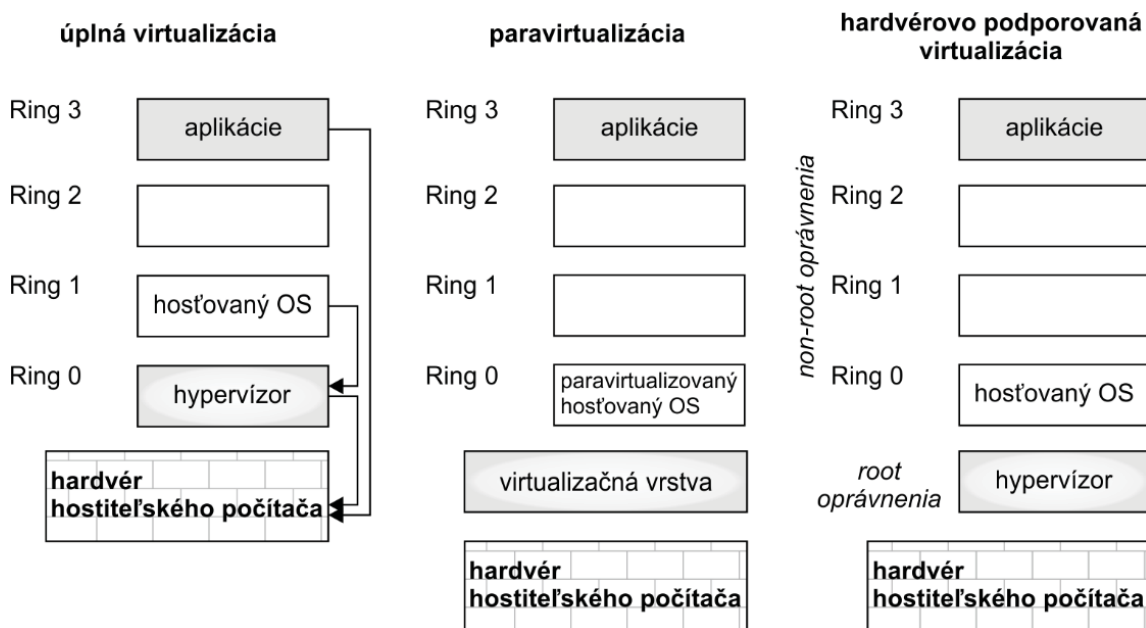 úplná virtualizácia
Ring 3
aplikácie
Ring 2
Ring 1
hosťovaný OS
Ring 0
hypervízor
hardvér
hostiteľského počítača
paravirtualizácia
Ring 3
aplikácie
Ring 2
Ring 1
Ring 0
paravirtualizovaný
hosťovaný OS
virtualizačná vrstva
hardvér
hostiteľského počítača
hardvérovo podporovaná
virtualizácia
non-root oprávnenia
Ring 3
aplikácie
Ring 2
Ring 1
Ring 0
hosťovaný OS
root
oprávnenia
hypervízor
hardvér
hostiteľského počítača